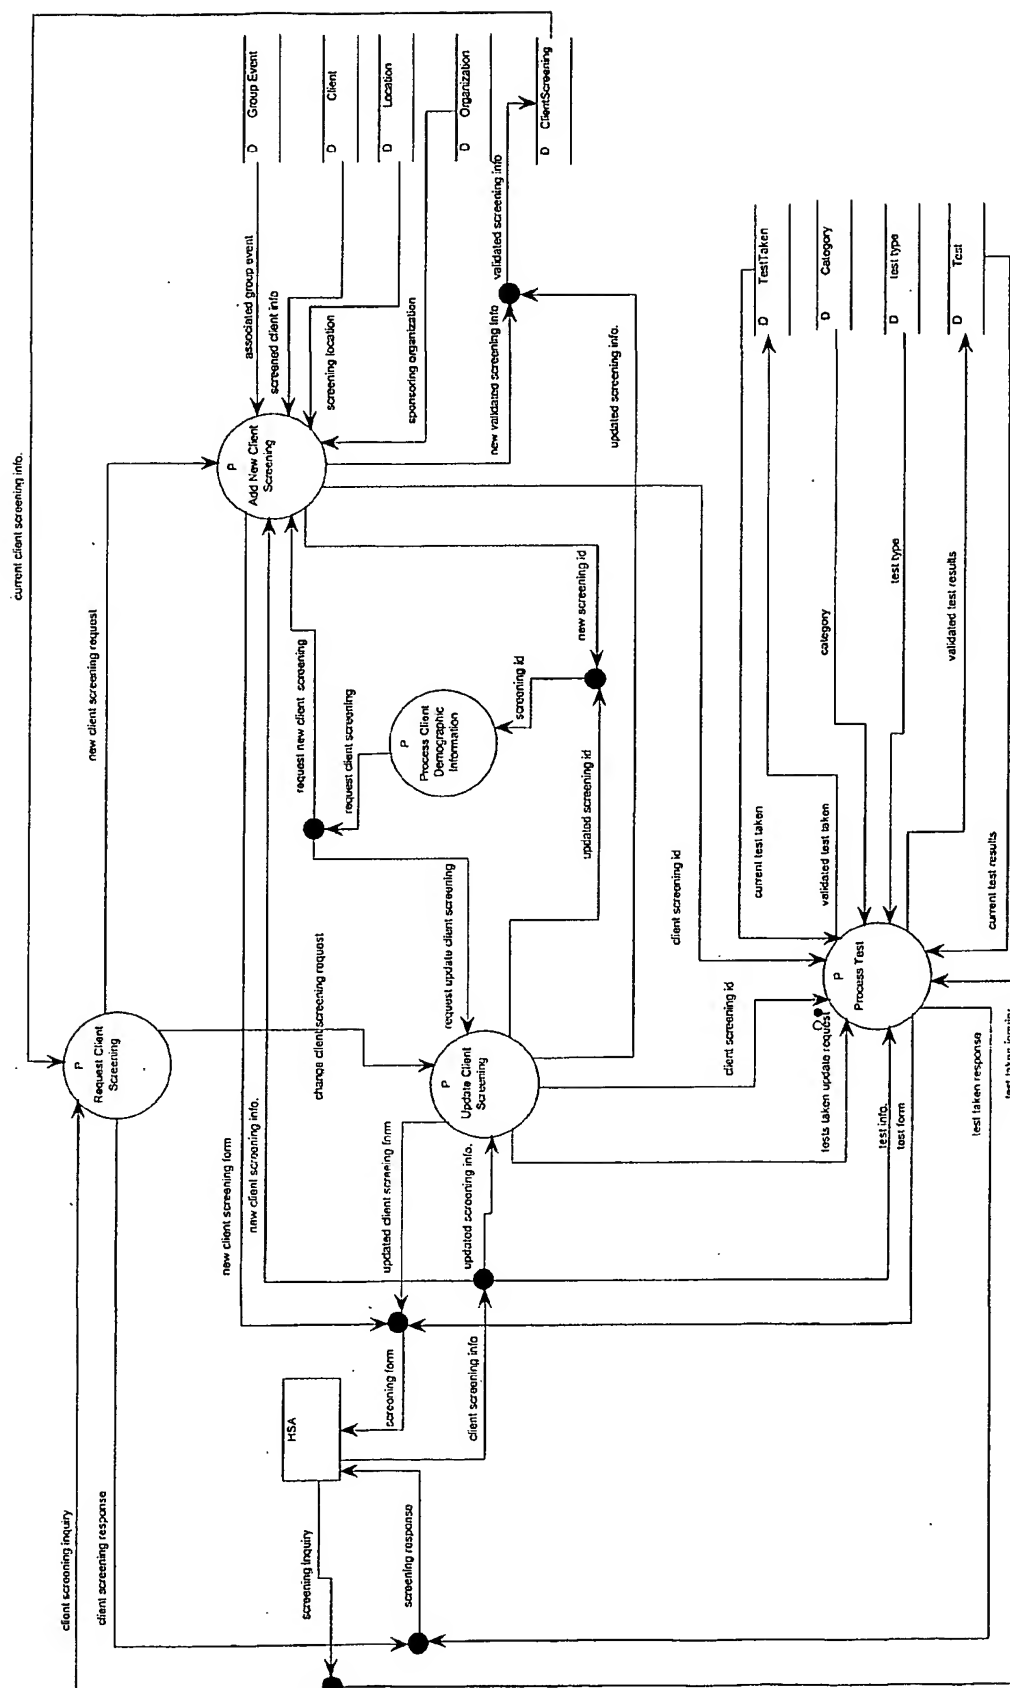 current client screening info.
new client screening request
D Group Event
D Client
D Location
D Organization
D ClientScreening
associated group event
screened client info
screening location
sponsoring organization
new validated screening info
validated screening info
updated screening info.
P
Add New Client
Screening
new screening id
screening id
updated screening id
request new client screening
request client screening
P
Process Client
Demographic
Information
request update client screening
change client screening request
P
Request Client
Screening
P
Update Client
Screening
client screening id
client screening id
new client screening form
new client screening info.
updated client screening form
updated screening info.
screening form
client screening info
HSA
screening inquiry
screening response
client screening inquiry
client screening response
D TestTaken
D Category
D test type
D Test
current test taken
validated test taken
category
test type
validated test results
current test results
P
Process Test
tests taken update request
test info.
test form
test taken response
test taken inquiry